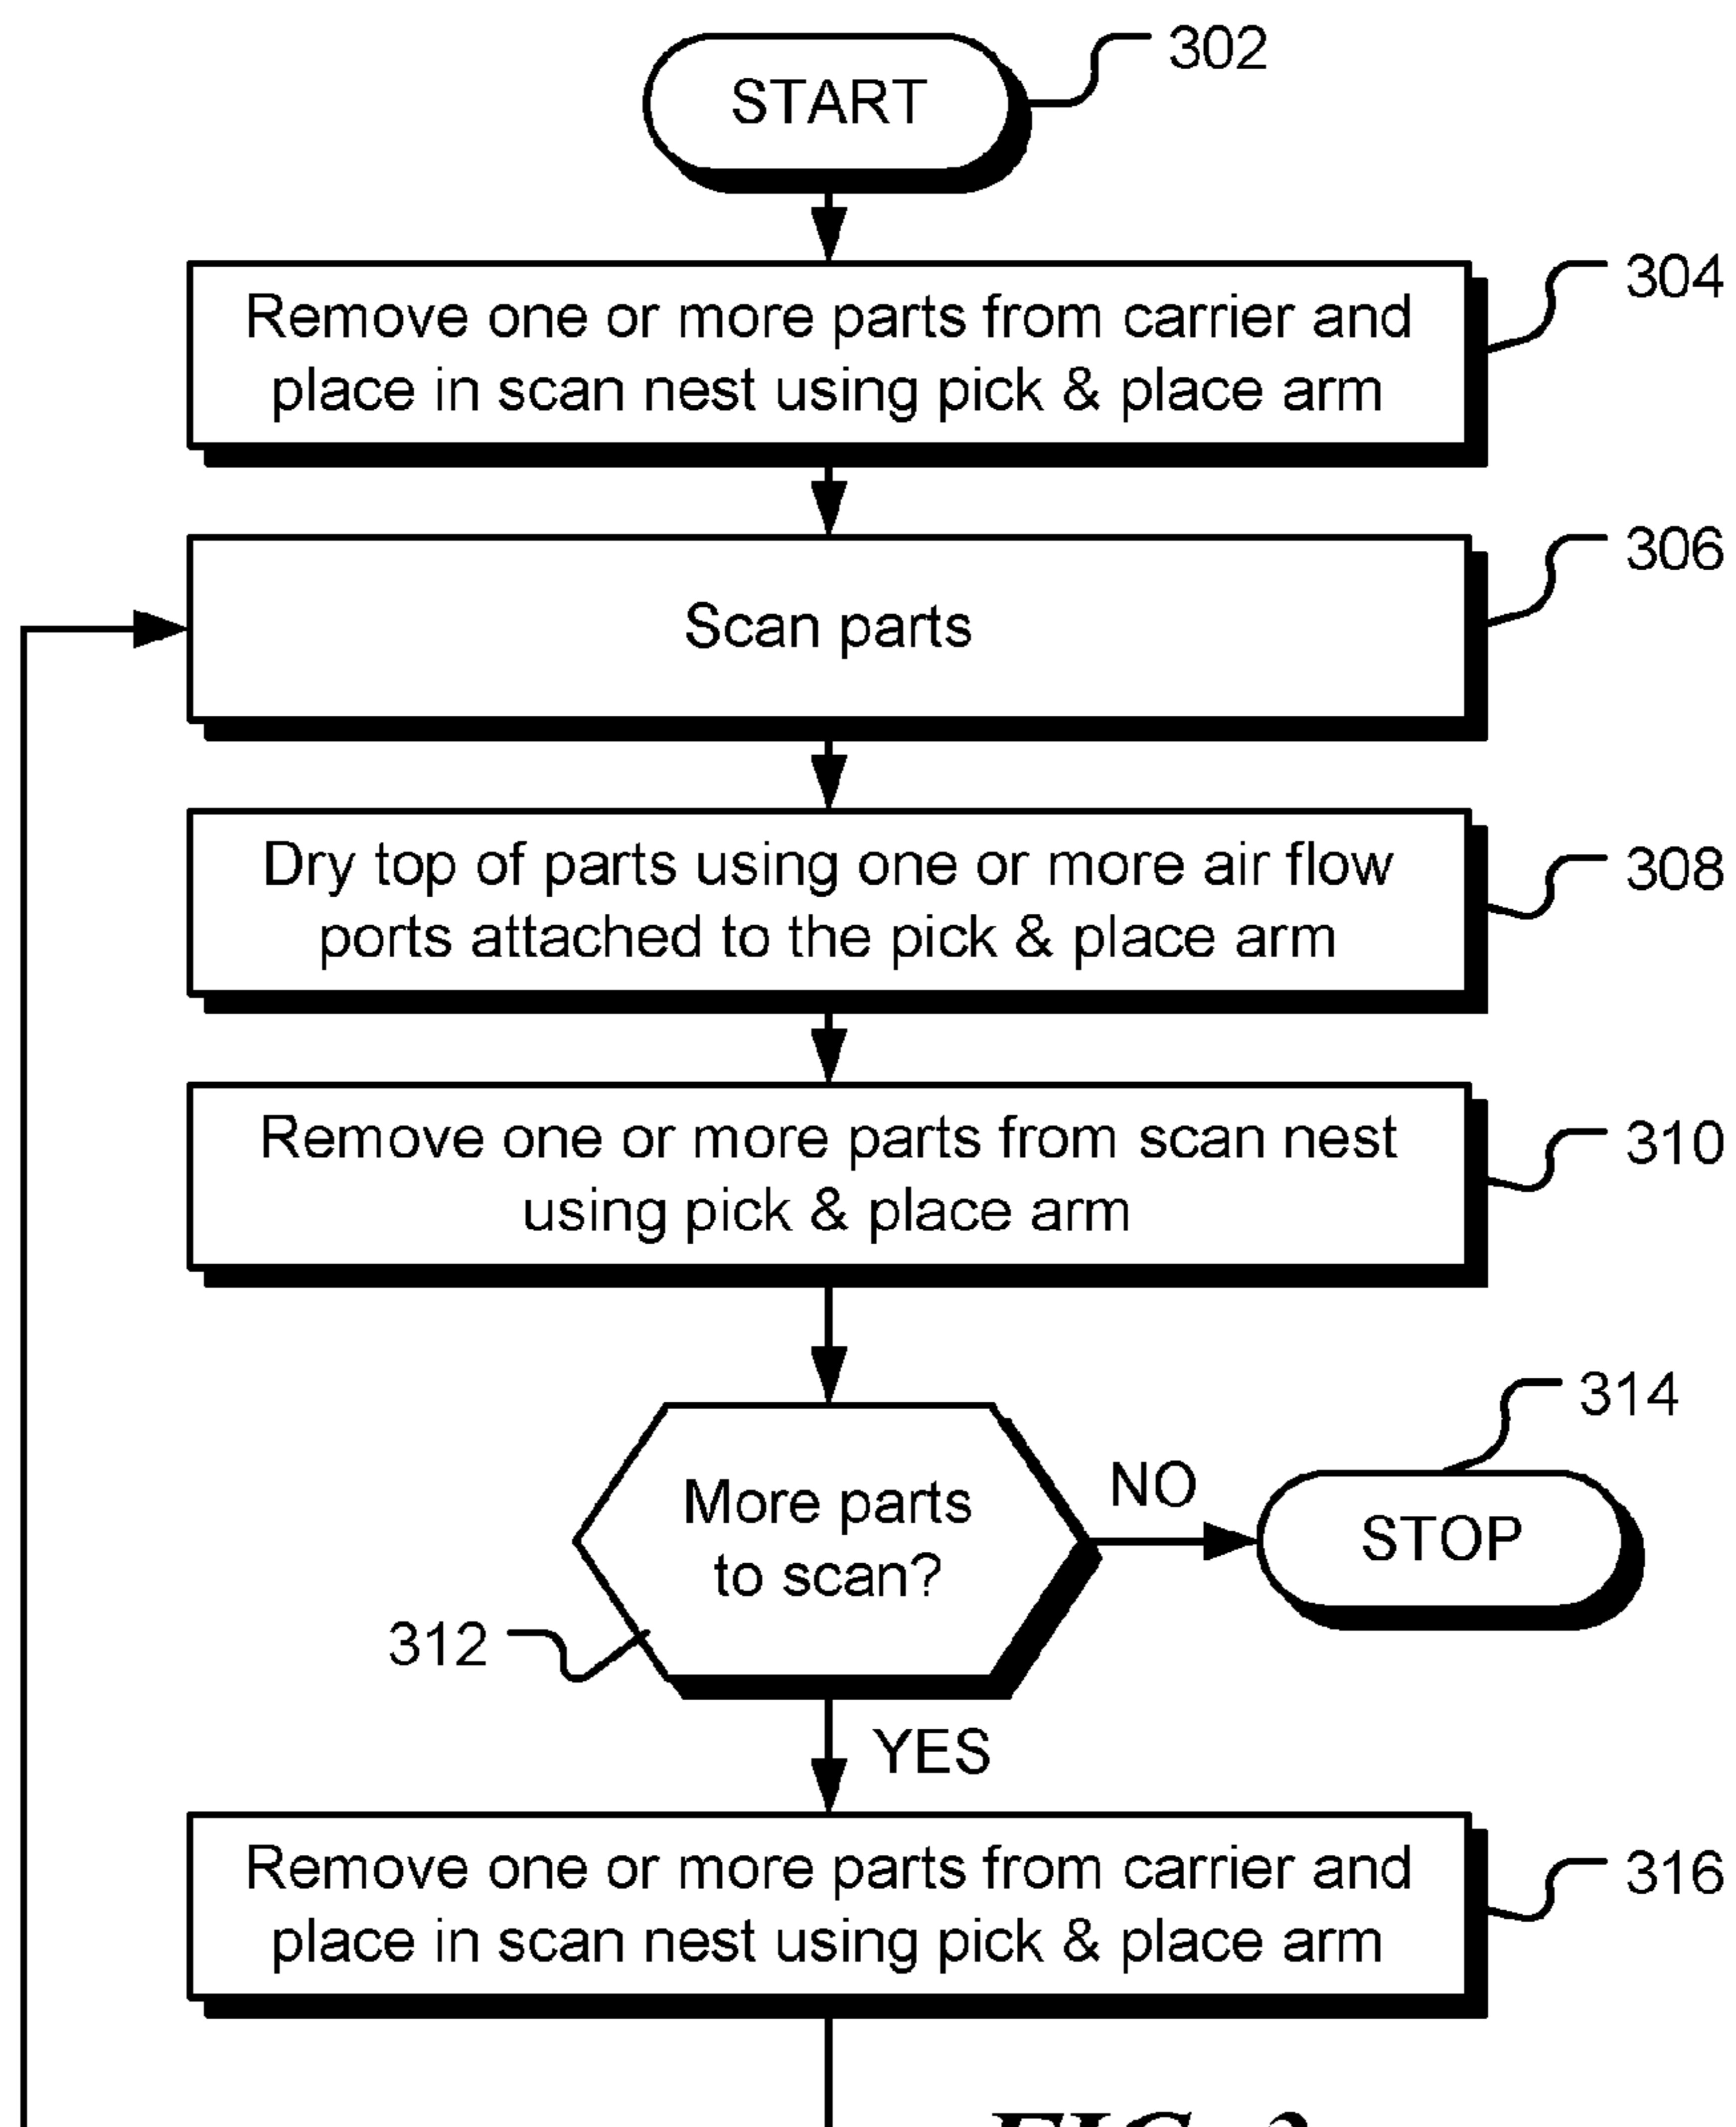 START
302
Remove one or more parts from carrier and
place in scan nest using pick & place arm
304
Scan parts
306
Dry top of parts using one or more air flow
ports attached to the pick & place arm
308
Remove one or more parts from scan nest
using pick & place arm
310
More parts
to scan?
312
NO
STOP
314
YES
Remove one or more parts from carrier and
place in scan nest using pick & place arm
316